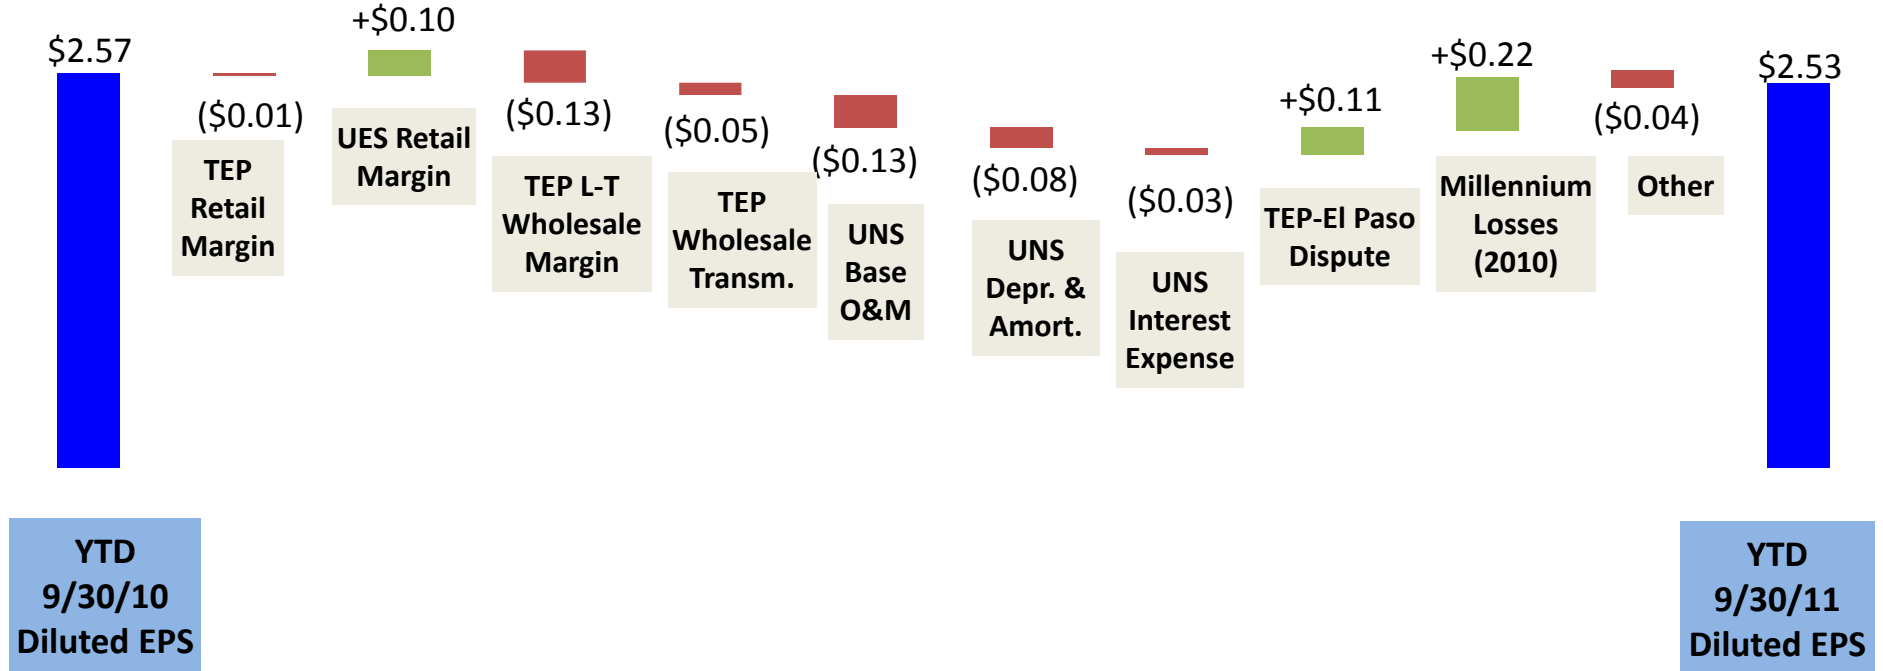 $2.57
($0.01)
TEP
Retail
Margin
+$0.10
UES Retail
Margin
($0.13)
TEP L-T
Wholesale
Margin
($0.05)
TEP
Wholesale
Transm.
($0.13)
UNS
Base
O&M
($0.08)
UNS
Depr. &
Amort.
($0.03)
UNS
Interest
Expense
+$0.11
TEP-El Paso
Dispute
+$0.22
Millennium
Losses
(2010)
($0.04)
Other
$2.53
YTD
9/30/10
Diluted EPS
YTD
9/30/11
Diluted EPS